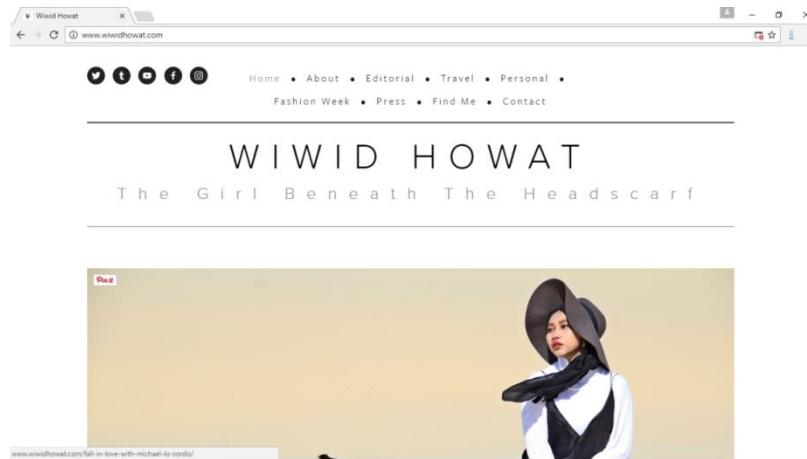 Wiwid Howat
www.wiwidhowat.com
Home • About • Editorial • Travel • Personal •
Fashion Week • Press • Find Me • Contact
WIWID HOWAT
The Girl Beneath The Headscarf
Pin it
www.wiwidhowat.com/fall-in-love-with-michael-lo-sordo/